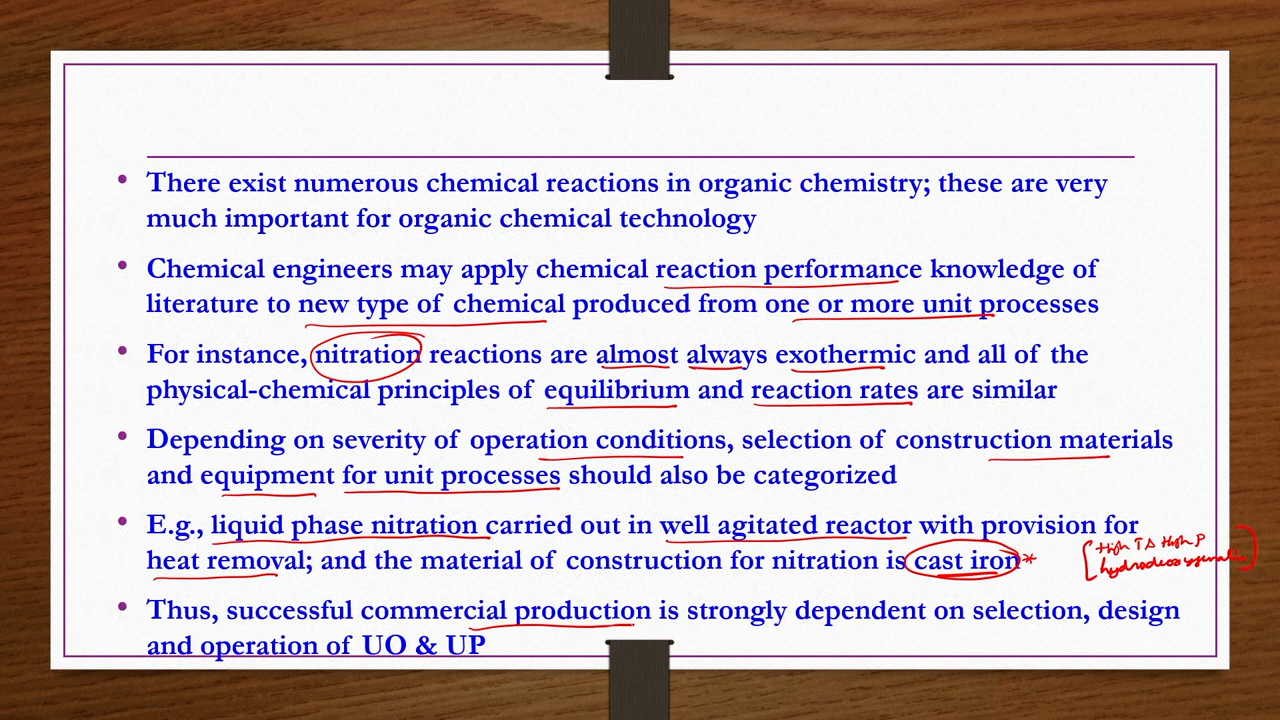 • There exist numerous chemical reactions in organic chemistry; these are very
much important for organic chemical technology
• Chemical engineers may apply chemical reaction performance knowledge of
literature to new type of chemical produced from one or more unit processes
• For instance, nitration reactions are almost always exothermic and all of the
physical-chemical principles of equilibrium and reaction rates are similar
• Depending on severity of operation conditions, selection of construction materials
and equipment for unit processes should also be categorized
• E.g., liquid phase nitration carried out in well agitated reactor with provision for
heat removal; and the material of construction for nitration is cast iron*
High T High P
• Thus, successful commercial production is strongly dependent on selection, design
and operation of UO & UP